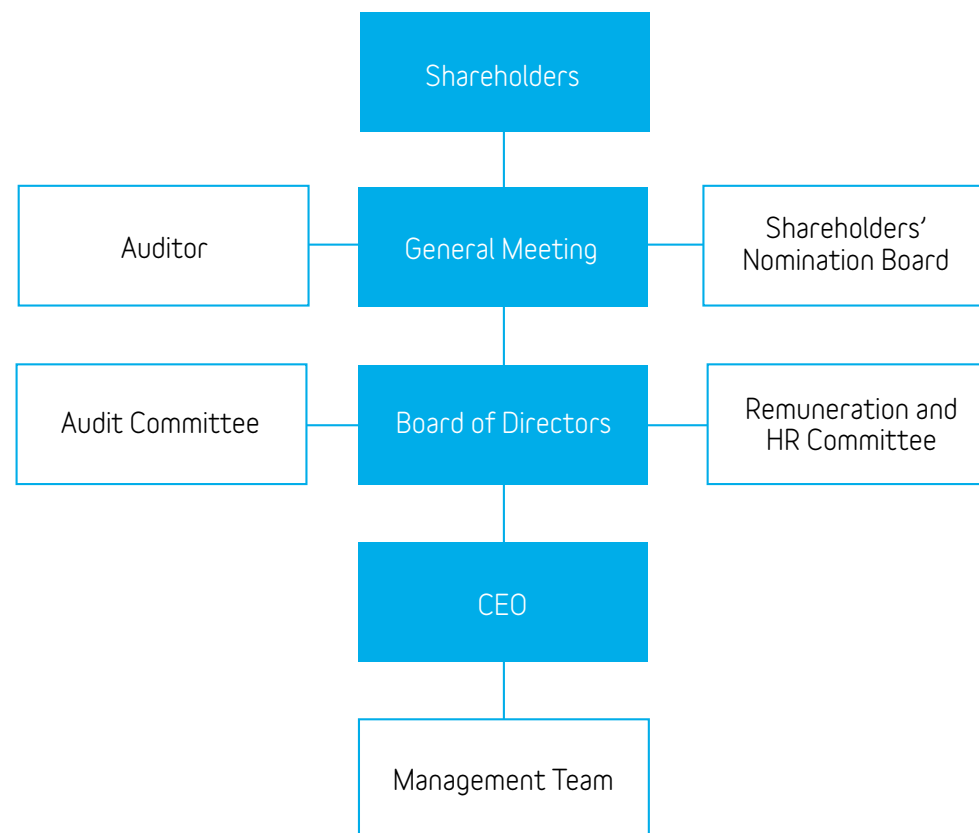 Shareholders
Auditor
General Meeting
Shareholders'
Nomination Board
Audit Committee
Board of Directors
Remuneration and
HR Committee
CEO
Management Team